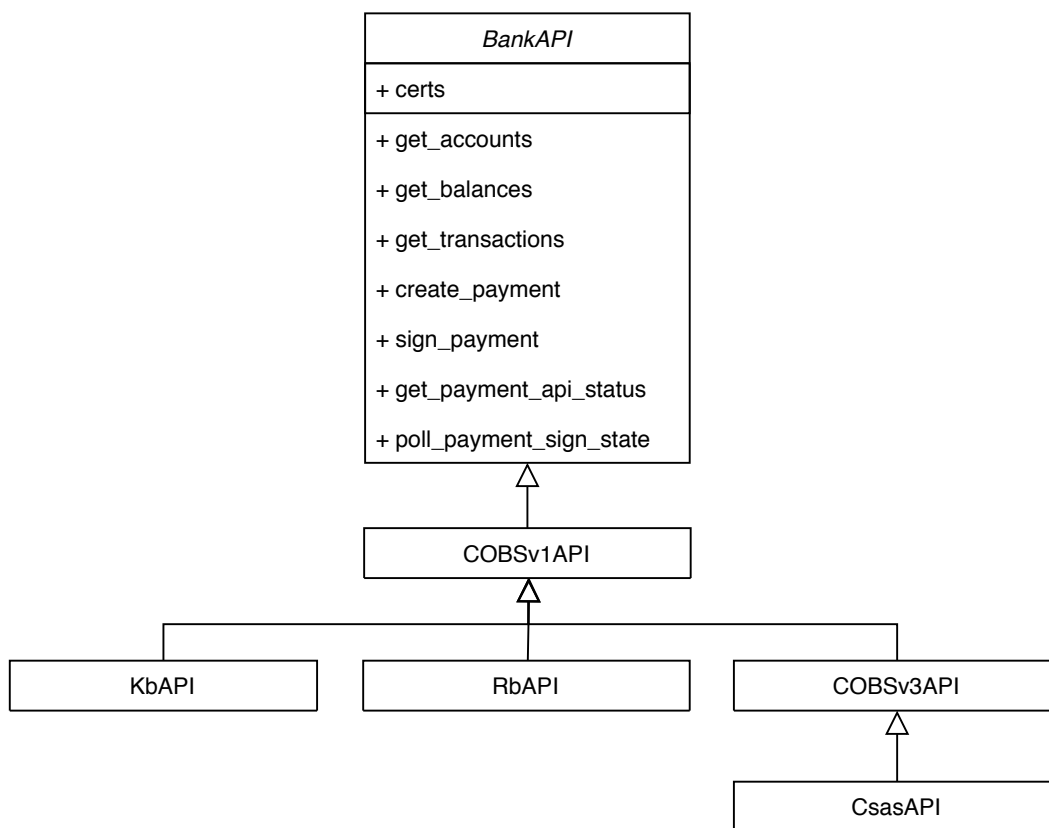 BankAPI
+ certs
+ get_accounts
+ get_balances
+ get_transactions
+ create_payment
+ sign_payment
+ get_payment_api_status
+ poll_payment_sign_state
COBSv1API
KbAPI RbAPI COBSv3API
CsasAPI